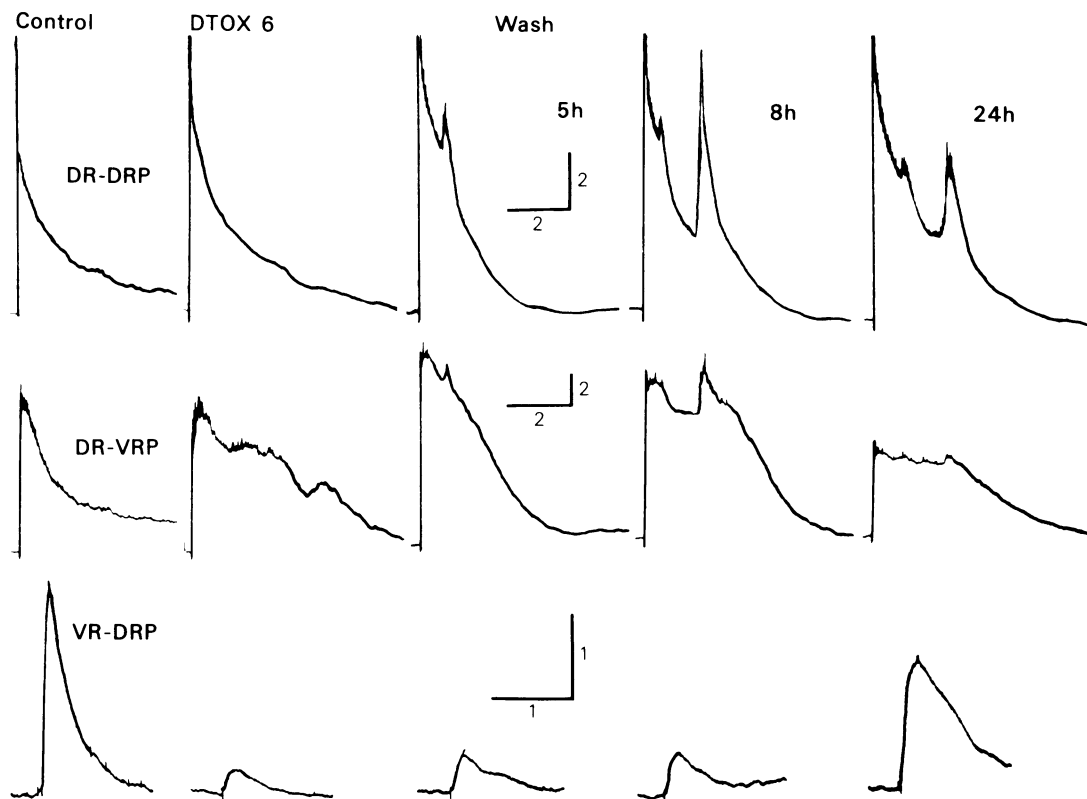 Control
DTOX 6
Wash
5h
8h
24h
DR-DRP
2
2
DR-VRP
2
2
VR-DRP
1
1